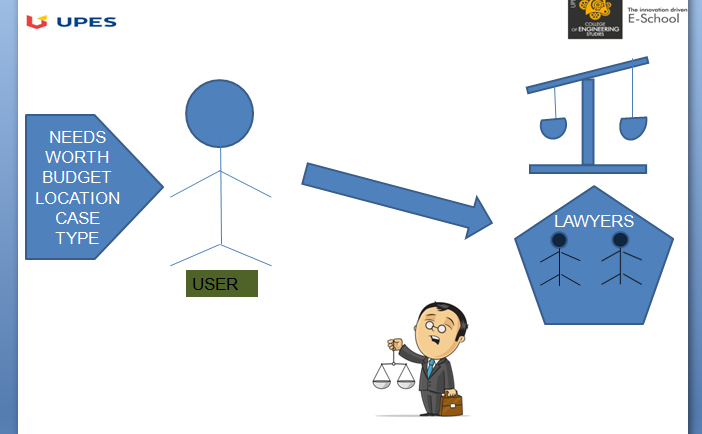 UPES
The innovation driven
E-School
COLLEGE
OF ENGINEERING
STUDIES
NEEDS
WORTH
BUDGET
LOCATION
CASE
TYPE
USER
LAWYERS